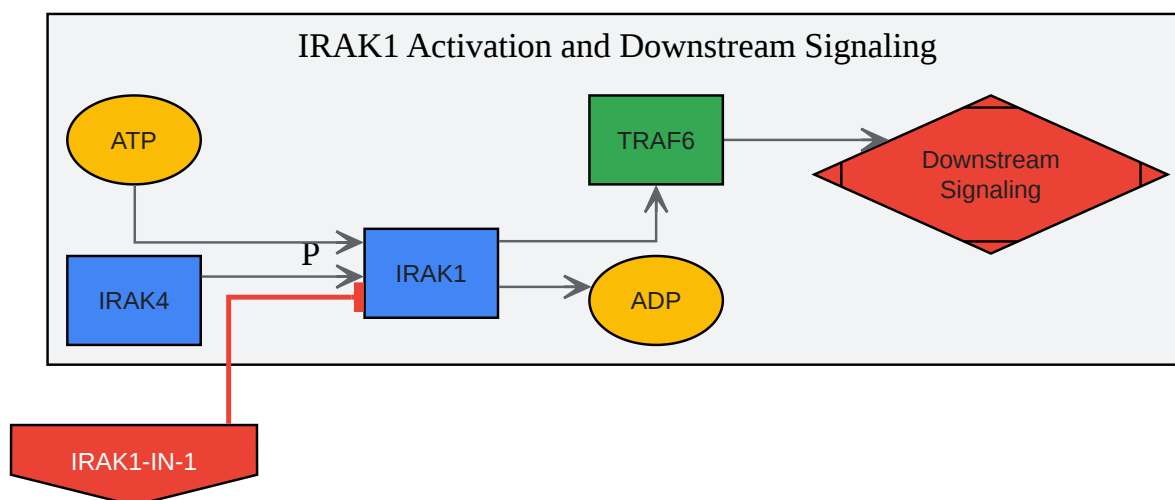 IRAK1 Activation and Downstream Signaling
ATP
TRAF6
Downstream
Signaling
P
IRAK4
IRAK1
ADP
IRAK1-IN-1